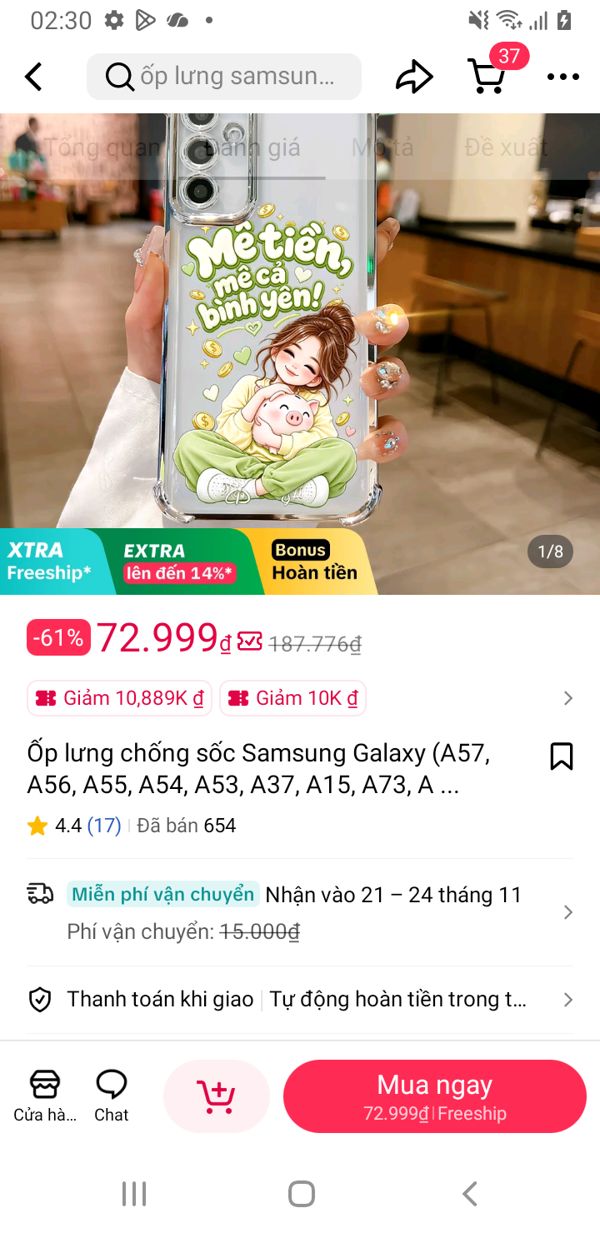 02:30
ốp lưng samsun...
37
Tổng quan Đánh giá Mô tả Đề xuất
Mê tiền,
mê cả
bình yên!
XTRA
Freeship*
EXTRA
lên đến 14%*
Bonus
Hoàn tiền
1/8
-61% 72.999₫ 187.776₫
Giảm 10,889K ₫ Giảm 10K ₫
Ốp lưng chống sốc Samsung Galaxy (A57,
A56, A55, A54, A53, A37, A15, A73, A ...
4.4 (17) Đã bán 654
Miễn phí vận chuyển Nhận vào 21 – 24 tháng 11
Phí vận chuyển: 15.000₫
Thanh toán khi giao Tự động hoàn tiền trong t...
Cửa hà...
Chat
Mua ngay
72.999₫ Freeship